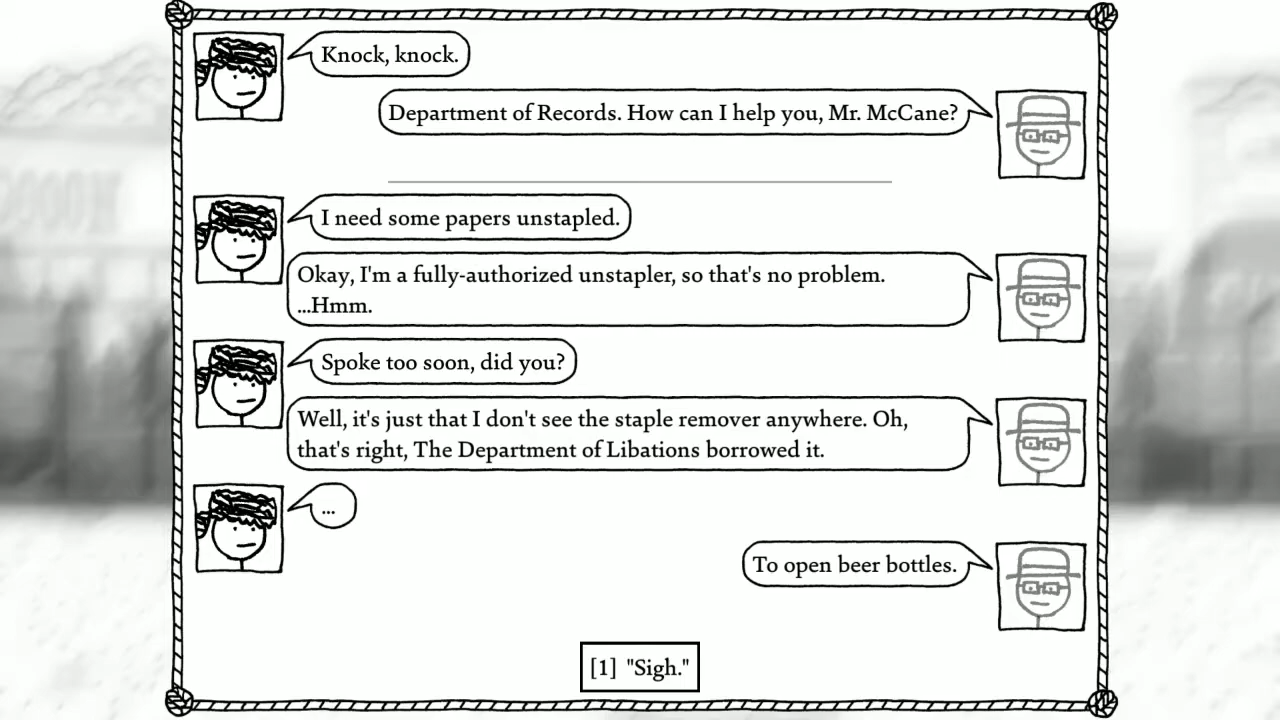 Knock, knock.
Department of Records. How can I help you, Mr. McCane?
I need some papers unstapled.
Okay, I'm a fully-authorized unstapler, so that's no problem.
...Hmm.
Spoke too soon, did you?
Well, it's just that I don't see the staple remover anywhere. Oh,
that's right, The Department of Libations borrowed it.
...
To open beer bottles.
[1] "Sigh."